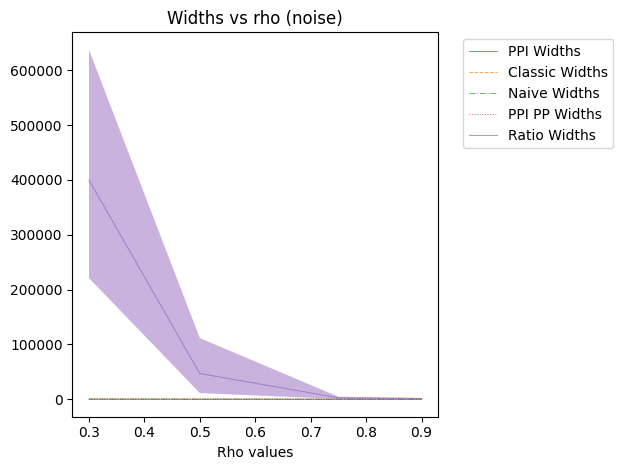 Widths vs rho (noise)
600000
500000
400000
300000
200000
100000
0
0.3 0.4 0.5 0.6 0.7 0.8 0.9
Rho values
PPI Widths
Classic Widths
Naive Widths
PPI PP Widths
Ratio Widths